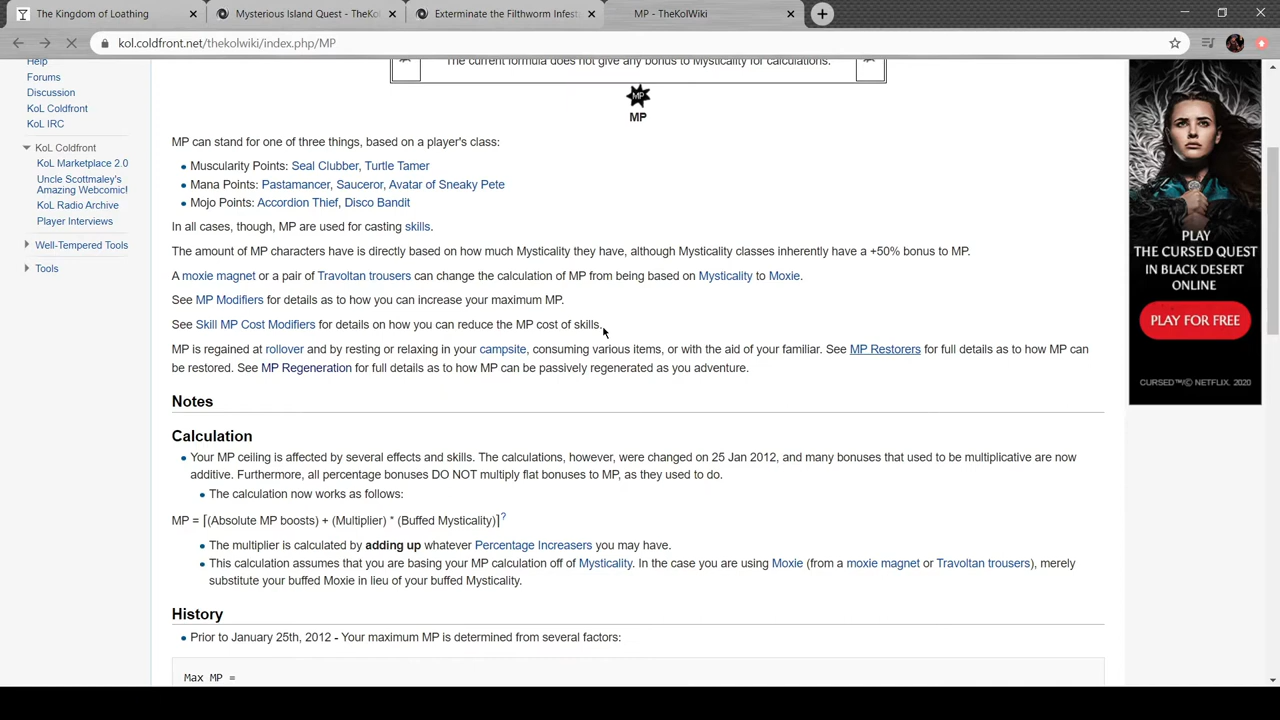 The Kingdom of Loathing
Mysterious Island Quest - TheKol
Exterminate the Filthworm Infest
MP - TheKolWiki
kol.coldfront.net/thekolwiki/index.php/MP
Help
Forums
Discussion
KoL Coldfront
KoL IRC
KoL Coldfront
KoL Marketplace 2.0
Uncle Scottmaley's
Amazing Webcomic!
KoL Radio Archive
Player Interviews
Well-Tempered Tools
Tools
The current formula does not give any bonus to Mysticality for calculations.
MP
MP
MP can stand for one of three things, based on a player's class:
Muscularity Points: Seal Clubber, Turtle Tamer
Mana Points: Pastamancer, Sauceror, Avatar of Sneaky Pete
Mojo Points: Accordion Thief, Disco Bandit
In all cases, though, MP are used for casting skills.
The amount of MP characters have is directly based on how much Mysticality they have, although Mysticality classes inherently have a +50% bonus to MP.
A moxie magnet or a pair of Travoltan trousers can change the calculation of MP from being based on Mysticality to Moxie.
See MP Modifiers for details as to how you can increase your maximum MP.
See Skill MP Cost Modifiers for details on how you can reduce the MP cost of skills.
MP is regained at rollover and by resting or relaxing in your campsite, consuming various items, or with the aid of your familiar. See MP Restorers for full details as to how MP can
be restored. See MP Regeneration for full details as to how MP can be passively regenerated as you adventure.
Notes
Calculation
Your MP ceiling is affected by several effects and skills. The calculations, however, were changed on 25 Jan 2012, and many bonuses that used to be multiplicative are now
additive. Furthermore, all percentage bonuses DO NOT multiply flat bonuses to MP, as they used to do.
The calculation now works as follows:
MP = ⌈(Absolute MP boosts) + (Multiplier) * (Buffed Mysticality)⌉?
The multiplier is calculated by adding up whatever Percentage Increasers you may have.
This calculation assumes that you are basing your MP calculation off of Mysticality. In the case you are using Moxie (from a moxie magnet or Travoltan trousers), merely
substitute your buffed Moxie in lieu of your buffed Mysticality.
History
Prior to January 25th, 2012 - Your maximum MP is determined from several factors:
Max MP =
PLAY
THE CURSED QUEST
IN BLACK DESERT
ONLINE
PLAY FOR FREE
CURSED™/© NETFLIX. 2020